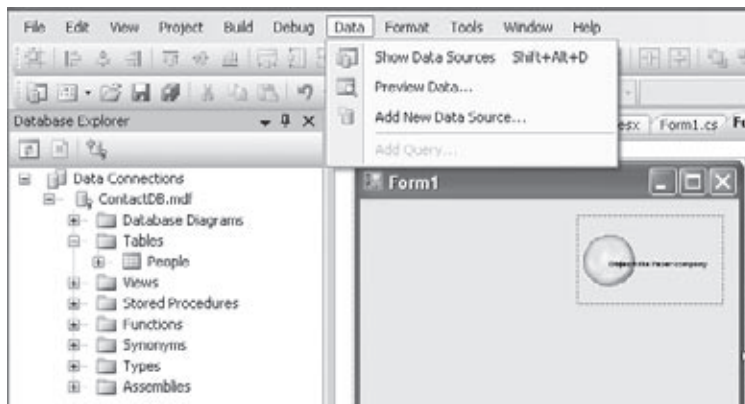 File Edit View Project Build Debug Data Format Tools Window Help
Show Data Sources Shift+Alt+D
Preview Data...
Add New Data Source...
Add Query...
Database Explorer
Form1.cs
Data Connections
ContactDB.mdf
Database Diagrams
Tables
People
Views
Stored Procedures
Functions
Synonyms
Types
Assemblies
Form1